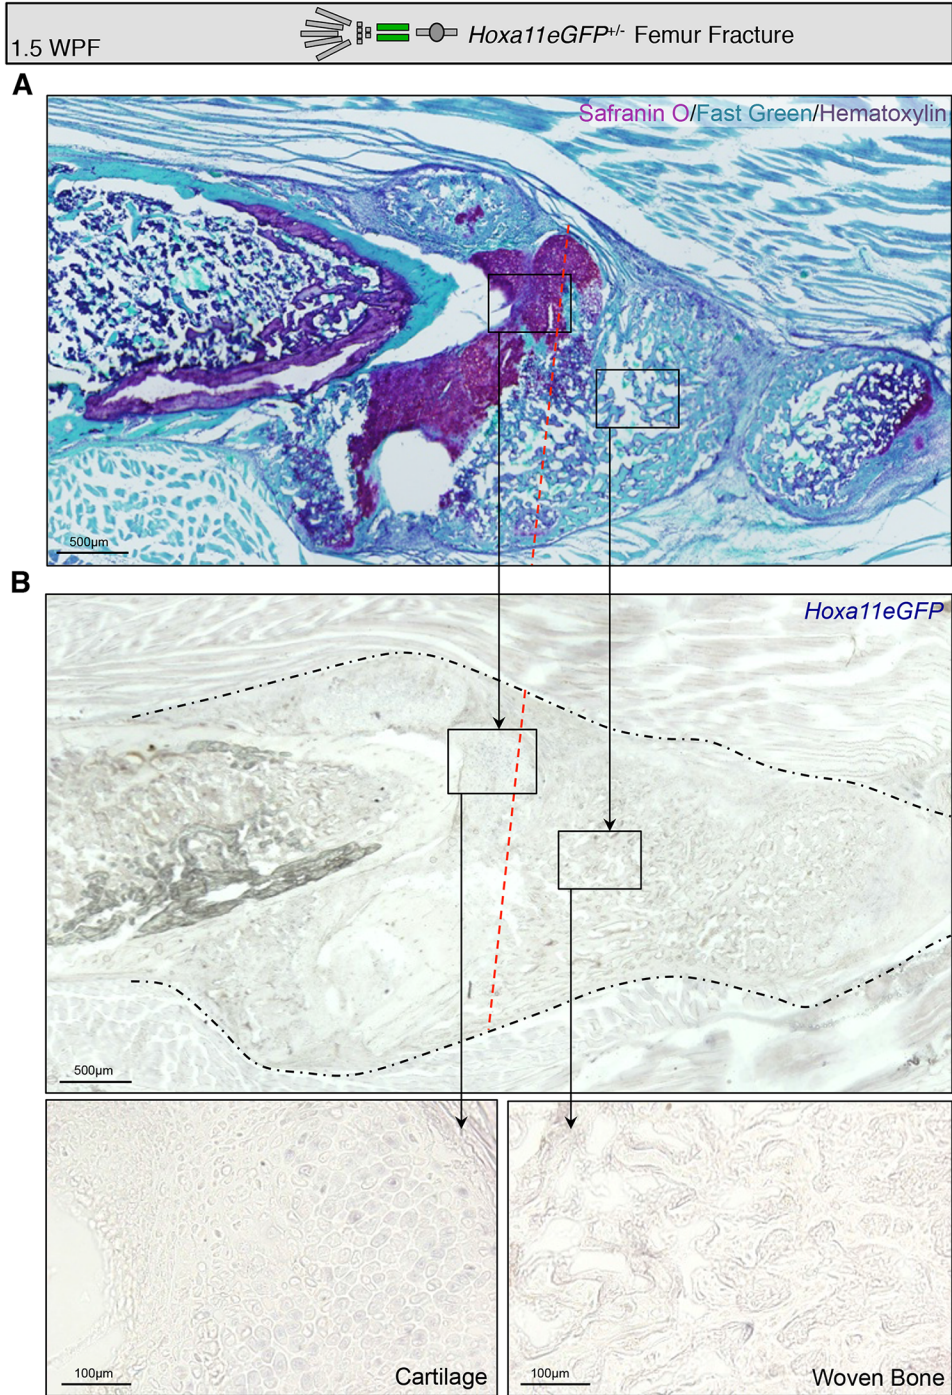 Hoxa11eGFP+/- Femur Fracture
1.5 WPF
A
Safranin O/Fast Green/Hematoxylin
500µm
B
Hoxa11eGFP
500µm
100µm
Cartilage
100µm
Woven Bone